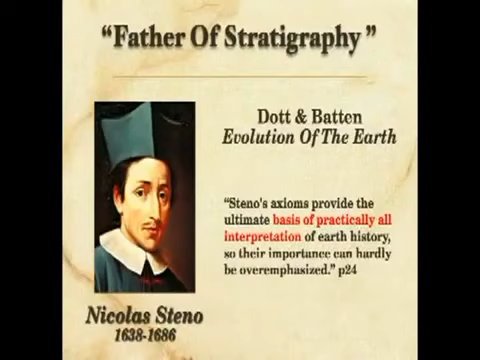 “Father Of Stratigraphy”
Dott & Batten
Evolution Of The Earth
“Steno's axioms provide the
ultimate basis of practically all
interpretation of earth history,
so their importance can hardly
be overemphasized.” p24
Nicolas Steno
1638-1686